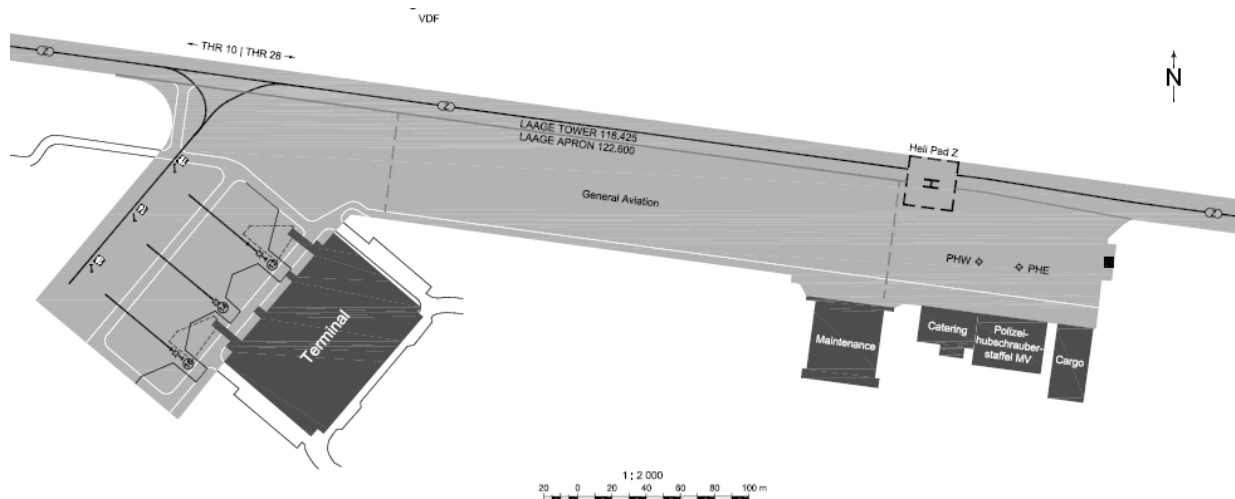 VDF
← THR 10 | THR 28 →
Z
Z
N
LAAGE TOWER 118.425
LAAGE APRON 122.600
Heli Pad Z
H
General Aviation
Z
PHW
PHE
Terminal
Maintenance
Catering
Polizei-
hubschrauber-
staffel MV
Cargo
1 : 2 000
20 0 20 40 60 80 100 m